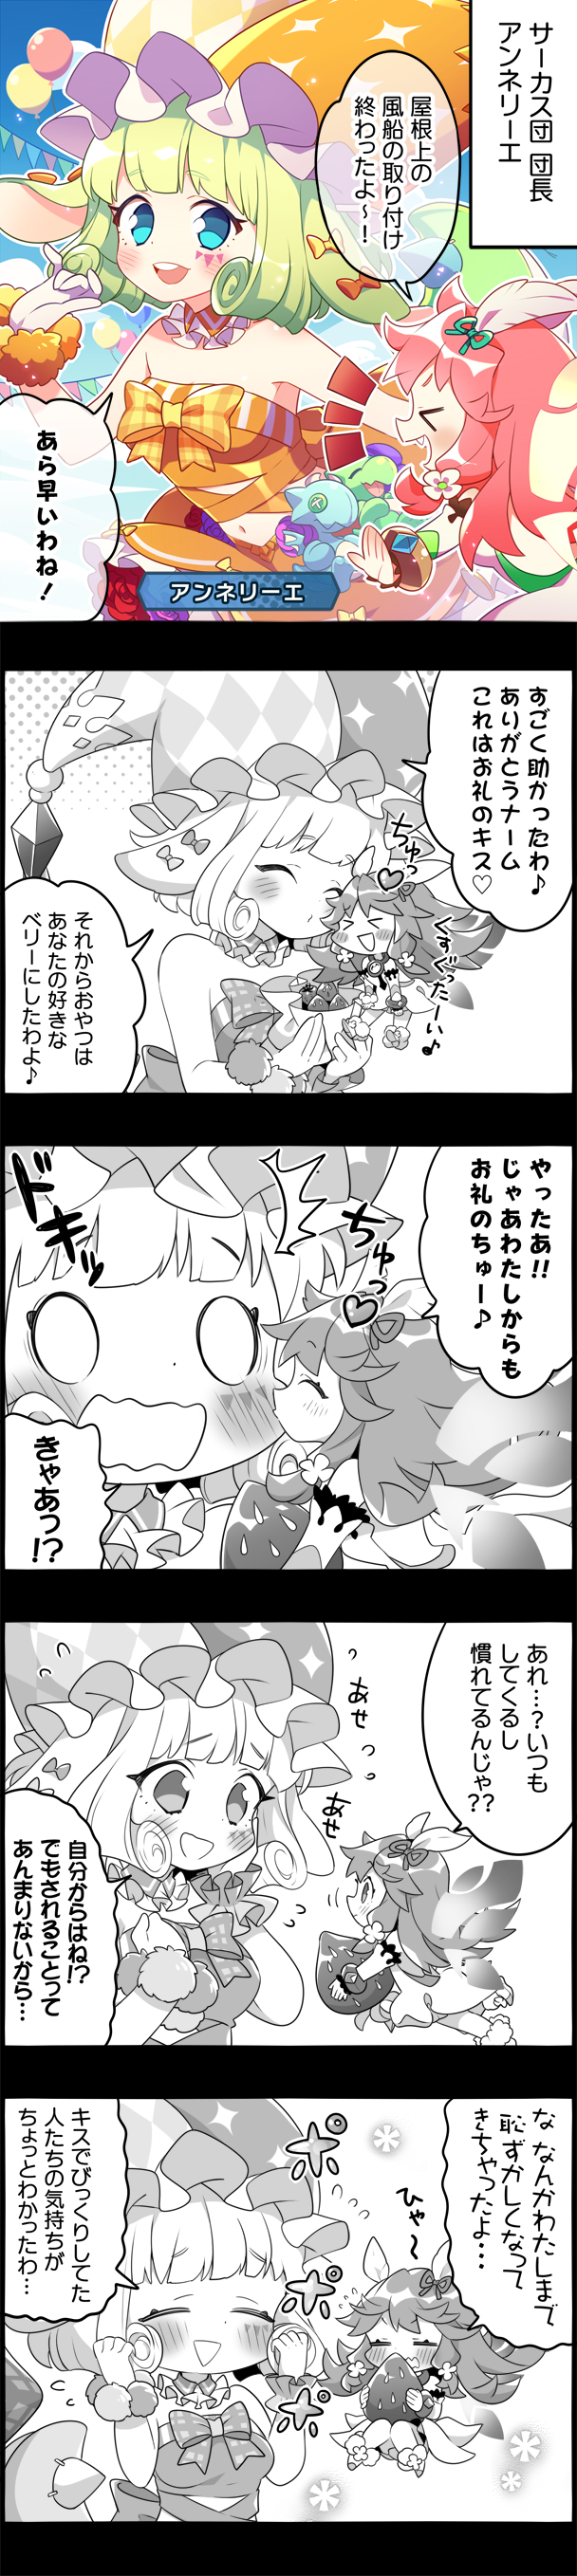 サーカス団 団長
アンネリーエ
屋根上の
風船の取り付け
終わったよ～！
あら早いわね！
アンネリーエ
すごく助かったわ♪
ありがとうナーム
これはお礼のキス♡
ちゅっ♡
くすぐったーい♪
それからおやつは
あなたの好きな
ベリーにしたわよ♪
やったあ！！
じゃあわたしからも
お礼のちゅー♪
ちゅっ♡
ドキッ
きゃあっ！？
あれ…？いつも
してくるし
慣れてるんじゃ？？
あせ
あせ
自分からはね！？
でもされることって
あんまりないから…
な なんかわたしまで
恥ずかしくなって
きちゃったよ…
ひゃ～
ポポポ
キスでびっくりしてた
人たちの気持ちが
ちょっとわかったわ…